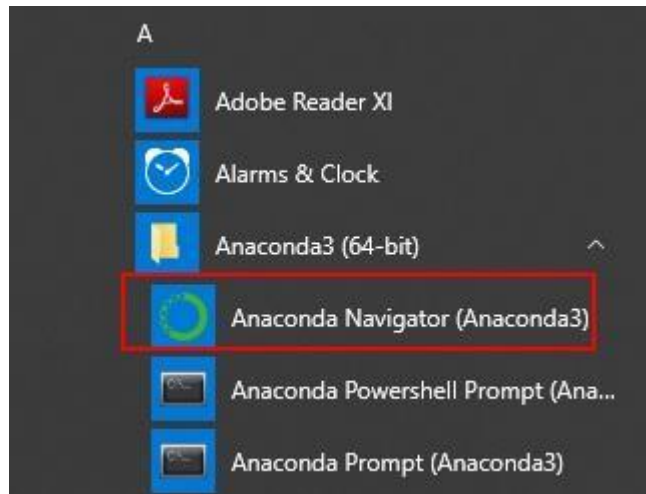 A
Adobe Reader XI
Alarms & Clock
Anaconda3 (64-bit)
Anaconda Navigator (Anaconda3)
Anaconda Powershell Prompt (Ana...
Anaconda Prompt (Anaconda3)